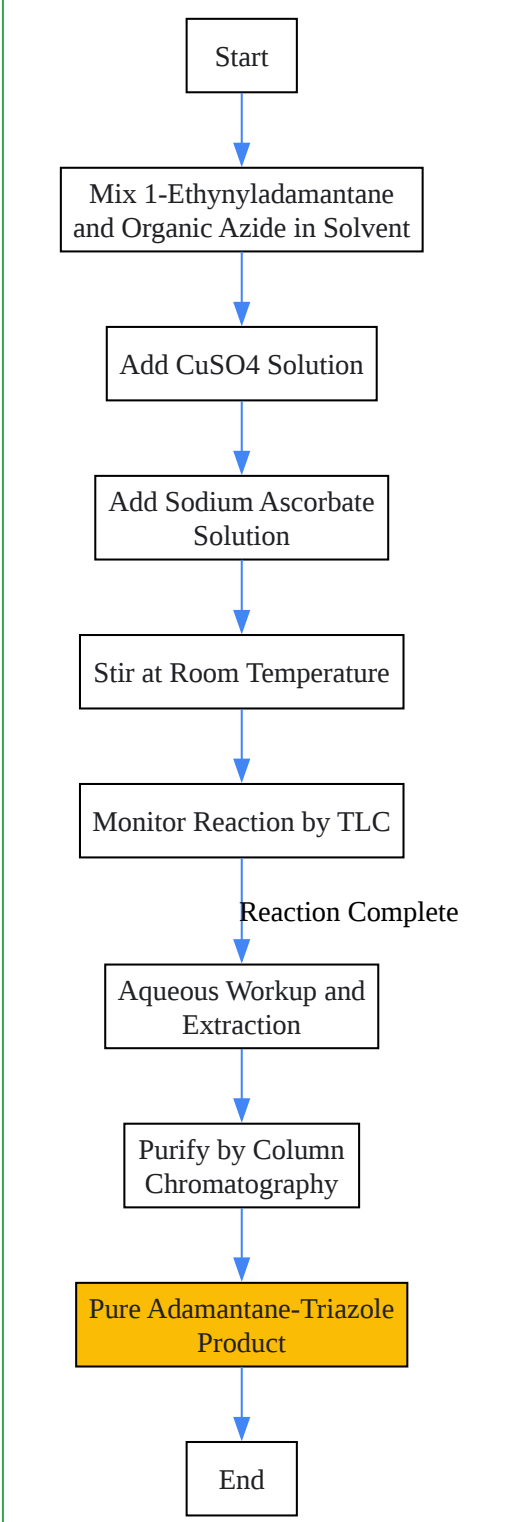 Start
Mix 1-Ethynyladamantane
and Organic Azide in Solvent
Add CuSO4 Solution
Add Sodium Ascorbate
Solution
Stir at Room Temperature
Monitor Reaction by TLC
Reaction Complete
Aqueous Workup and
Extraction
Purify by Column
Chromatography
Pure Adamantane-Triazole
Product
End